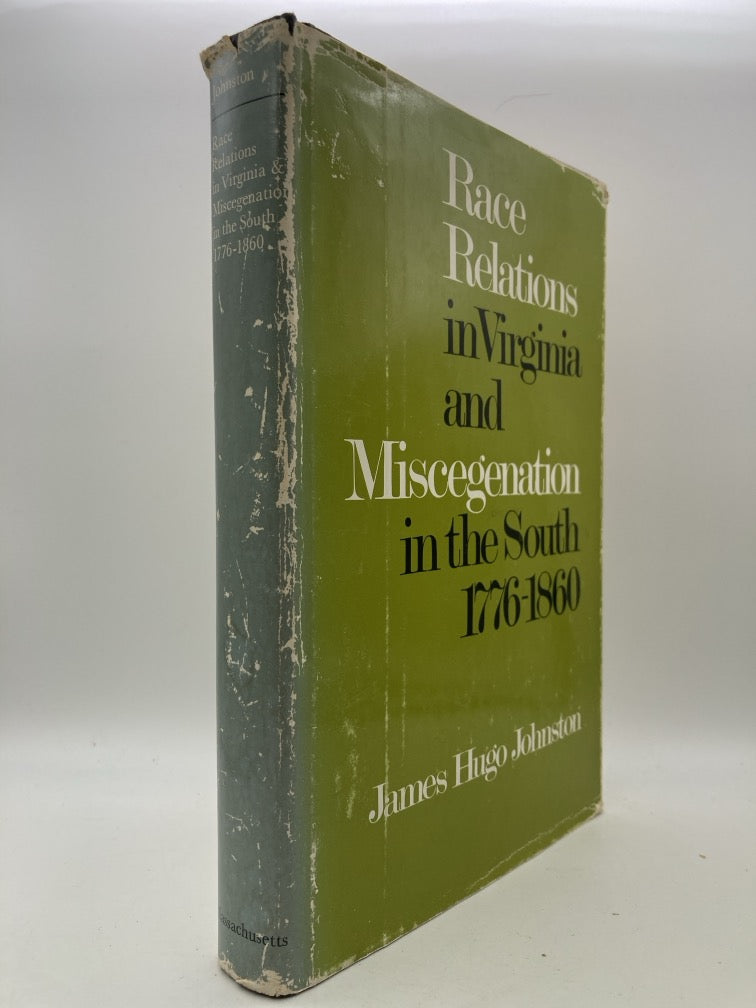 Johnston
Race
Relations
in Virginia &
Miscegenation
in the South
1776-1860
Race
Relations
in Virginia
and
Miscegenation
in the South
1776-1860
James Hugo Johnston